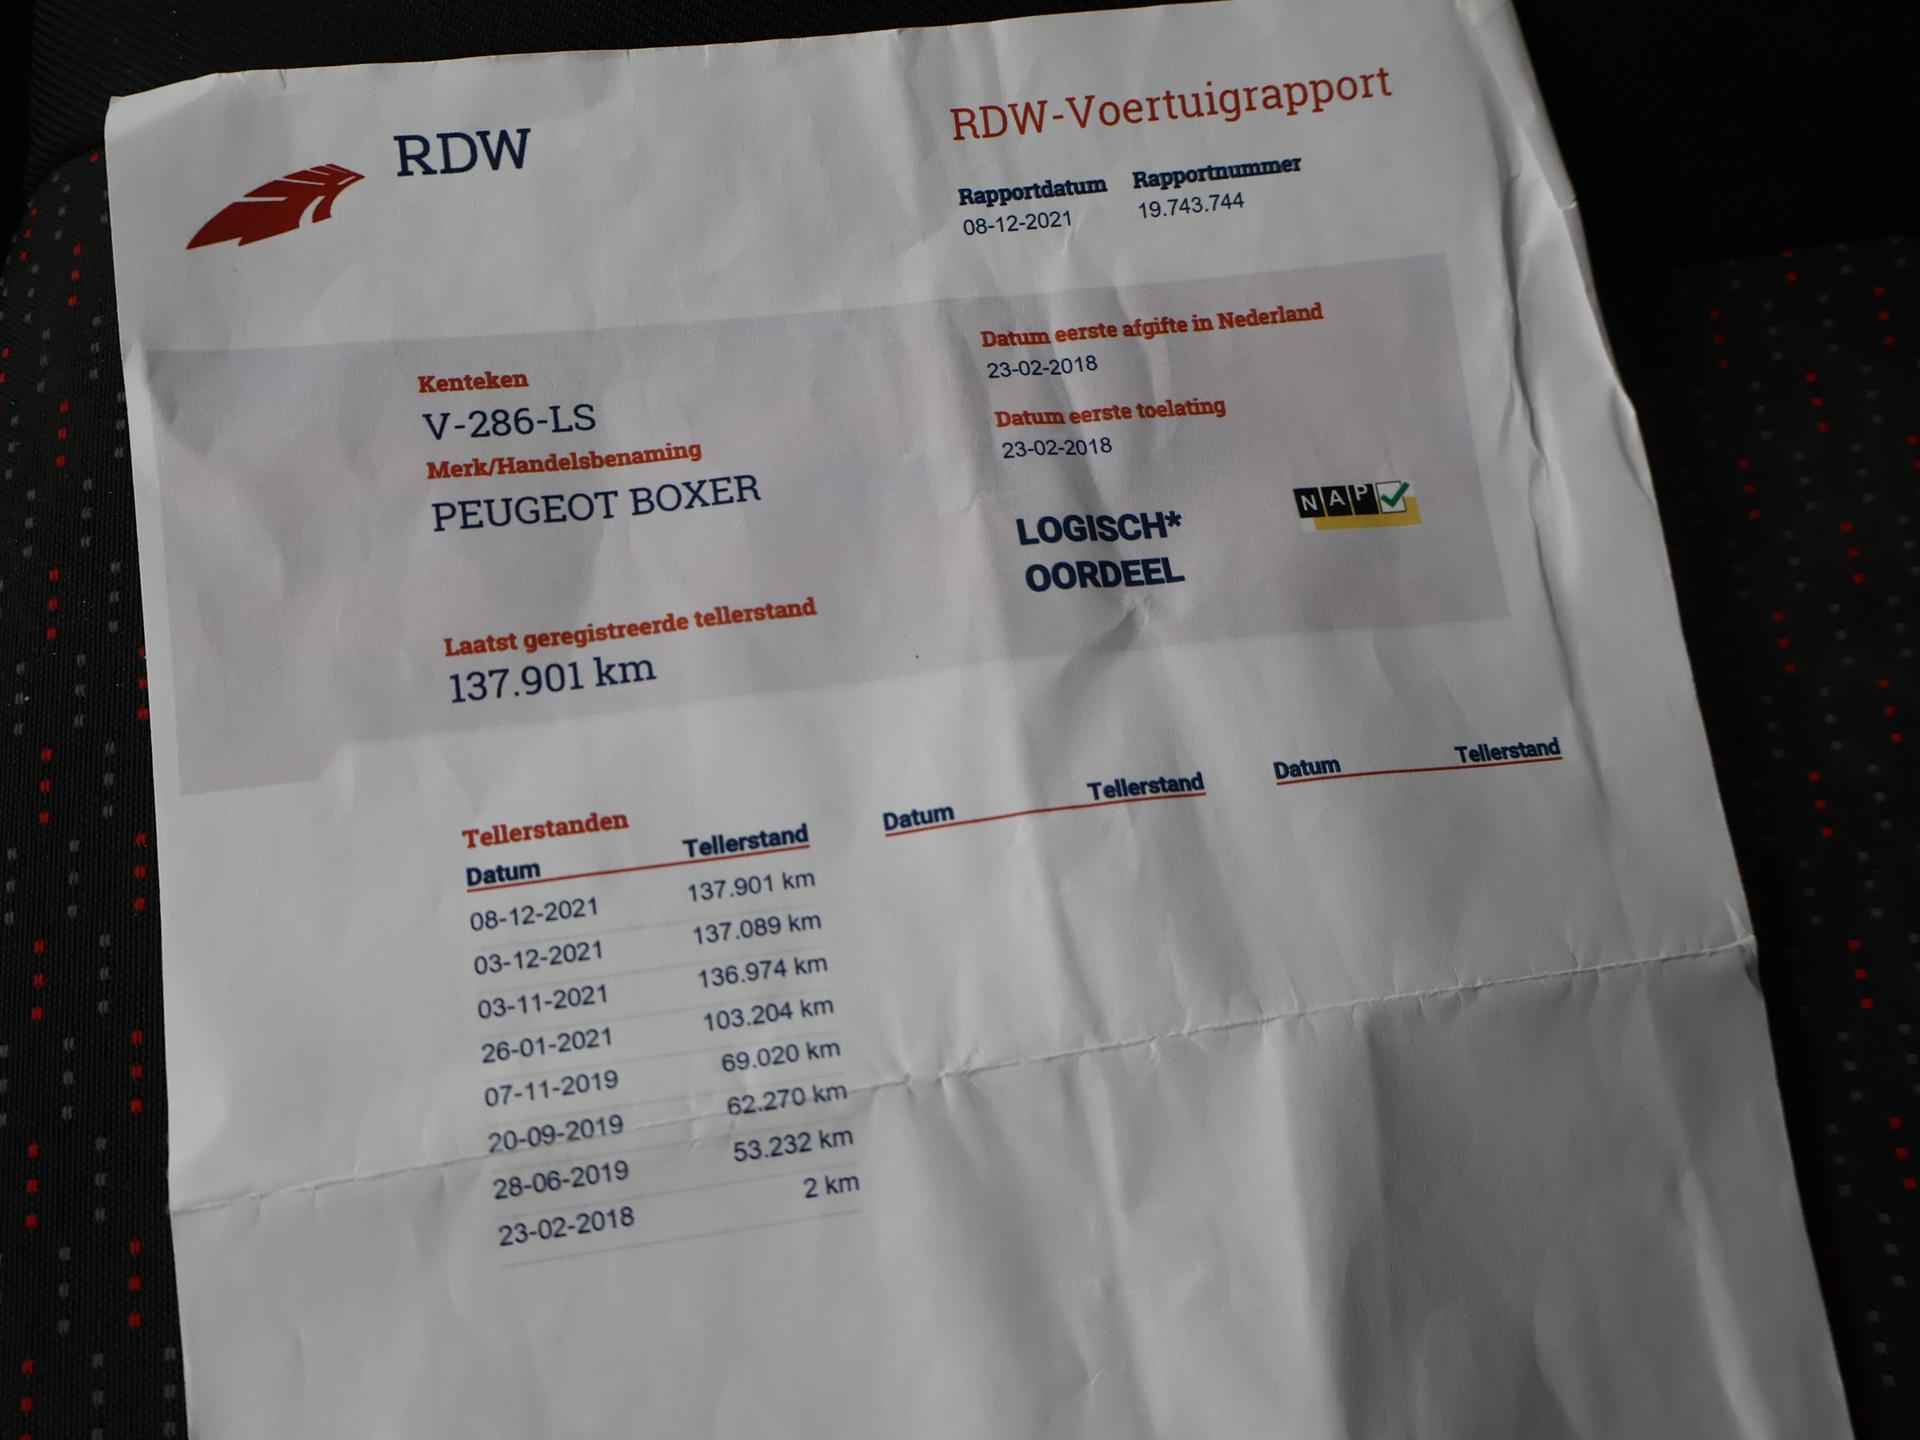 RDW
RDW-Voertuigrapport
Rapportdatum Rapportnummer
08-12-2021 19.743.744
Kenteken
V-286-LS
Merk/Handelsbenaming
PEUGEOT BOXER
Laatst geregistreerde tellerstand
137.901 km
Datum eerste afgifte in Nederland
23-02-2018
Datum eerste toelating
23-02-2018
LOGISCH*
OORDEEL
NAP
Tellerstanden
Datum Tellerstand Datum Tellerstand Datum Tellerstand
08-12-2021 137.901 km
03-12-2021 137.089 km
03-11-2021 136.974 km
26-01-2021 103.204 km
07-11-2019 69.020 km
20-09-2019 62.270 km
28-06-2019 53.232 km
23-02-2018 2 km